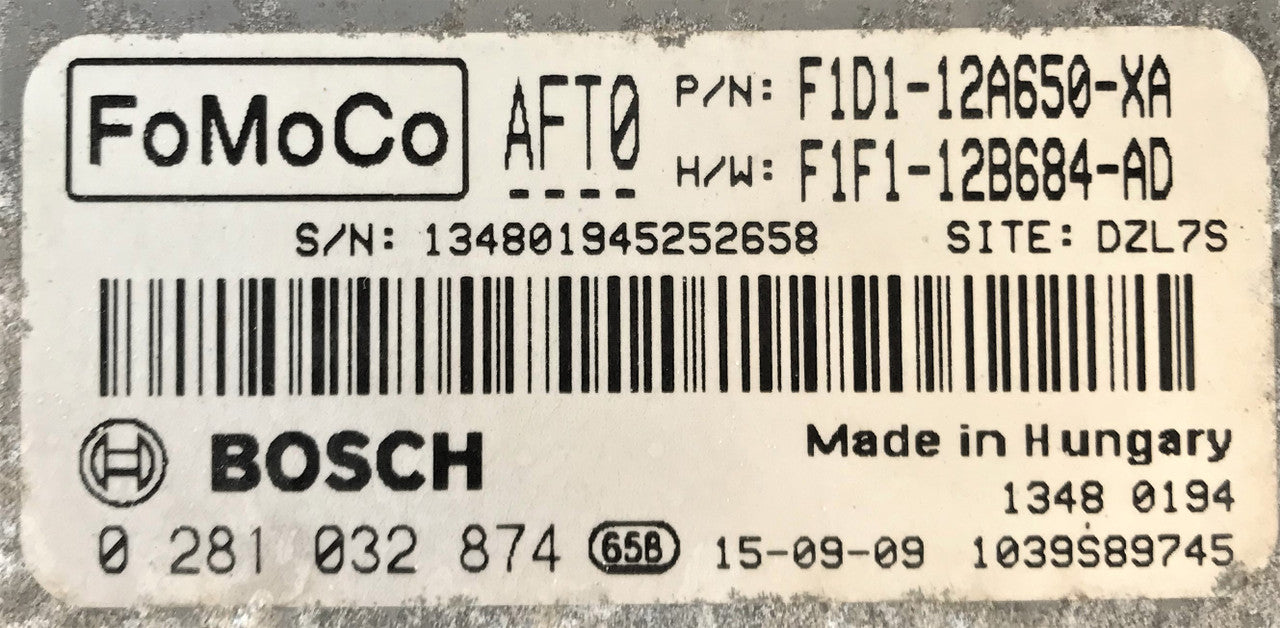 FoMoCo AFT0 P/N: F1D1-12A650-XA
H/W: F1F1-12B684-AD
S/N: 134801945252658 SITE: DZL7S
BOSCH Made in Hungary
1348 0194
0 281 032 874 65B 15-09-09 1039S89745